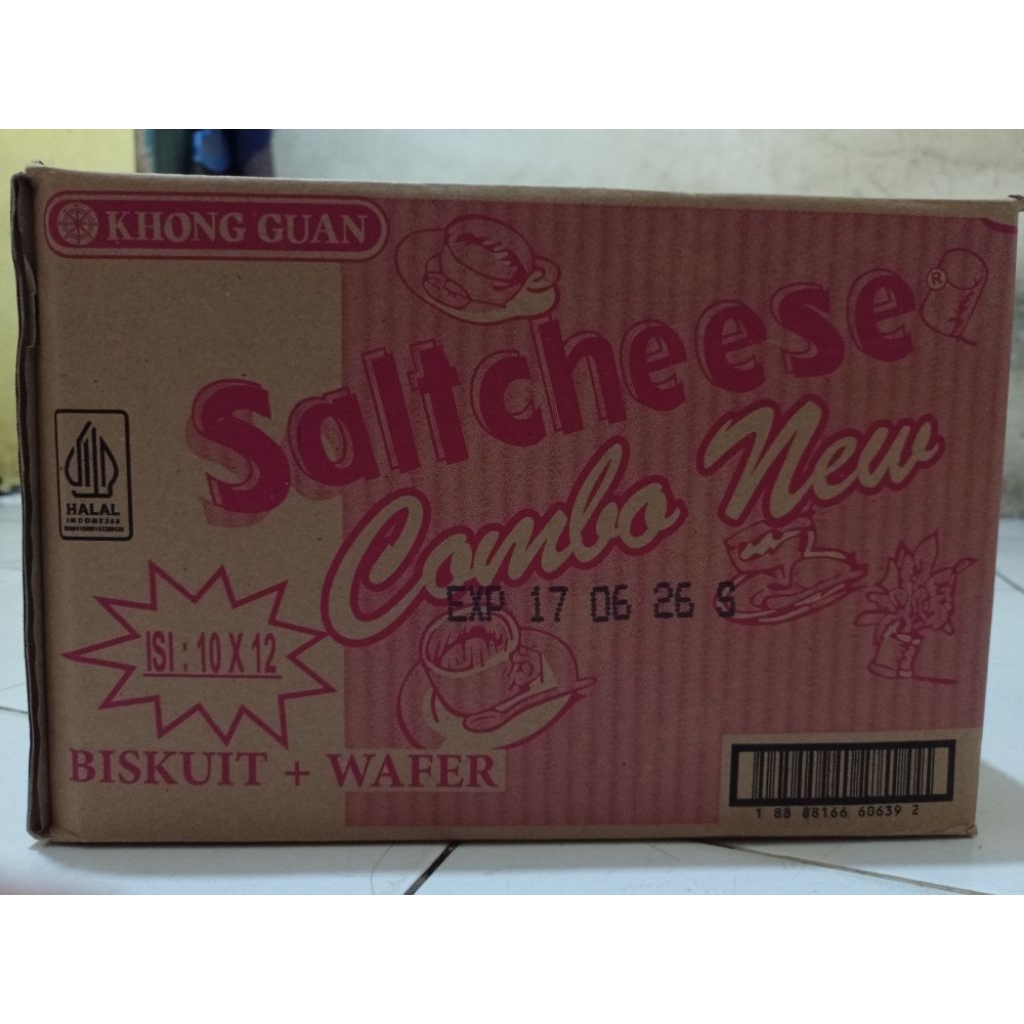 KHONG GUAN
Saltcheese ®
Combo New
HALAL
INDONESIA
EXP 17 06 26 S
ISI : 10 X 12
BISKUIT + WAFER
1 88 88166 60639 2